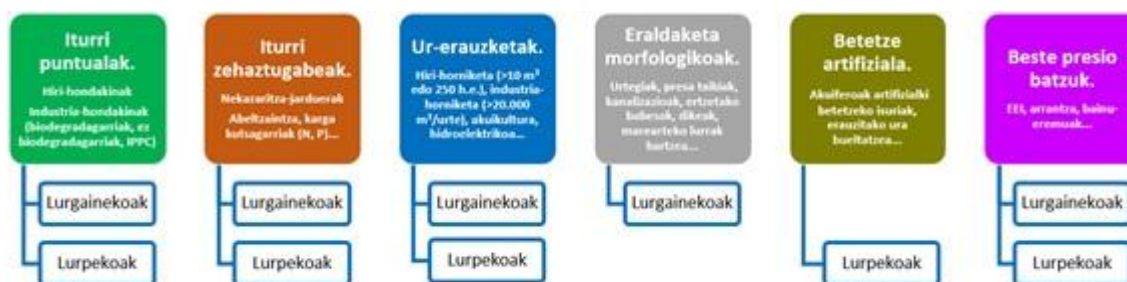 Iturri
puntualak.
Hiri-hondakinak
Industria-hondakinak
(biodegradagarriak, ez
biodegradagarriak, IPPC)
Lurgainekoak
Lurpekoak
Iturri
zehaztugabeak.
Nekazaritza-jarduerak
Abeltzaintza, karga
kutsagarriak (N, P)...
Lurgainekoak
Lurpekoak
Ur-erauzketak.
Hiri-horniketa (>10 m³
edo 250 h.e.), industria-
horniketa (>20.000
m³/urte), akuikultura,
hidroelektrikoa...
Lurgainekoak
Lurpekoak
Eraldaketa
morfologikoak.
Urtegiak, presa txikiak,
kanalizazioak, ertzetako
babesak, dikeak,
marearteko lurrak
hartzea...
Lurgainekoak
Betetze
artifiziala.
Akuiferoak artifizialki
betetzeko isuriak,
erauzitako ura
bueltatzea...
Lurpekoak
Beste presio
batzuk.
EEI, arrantza, bainu-
eremuak...
Lurgainekoak
Lurpekoak